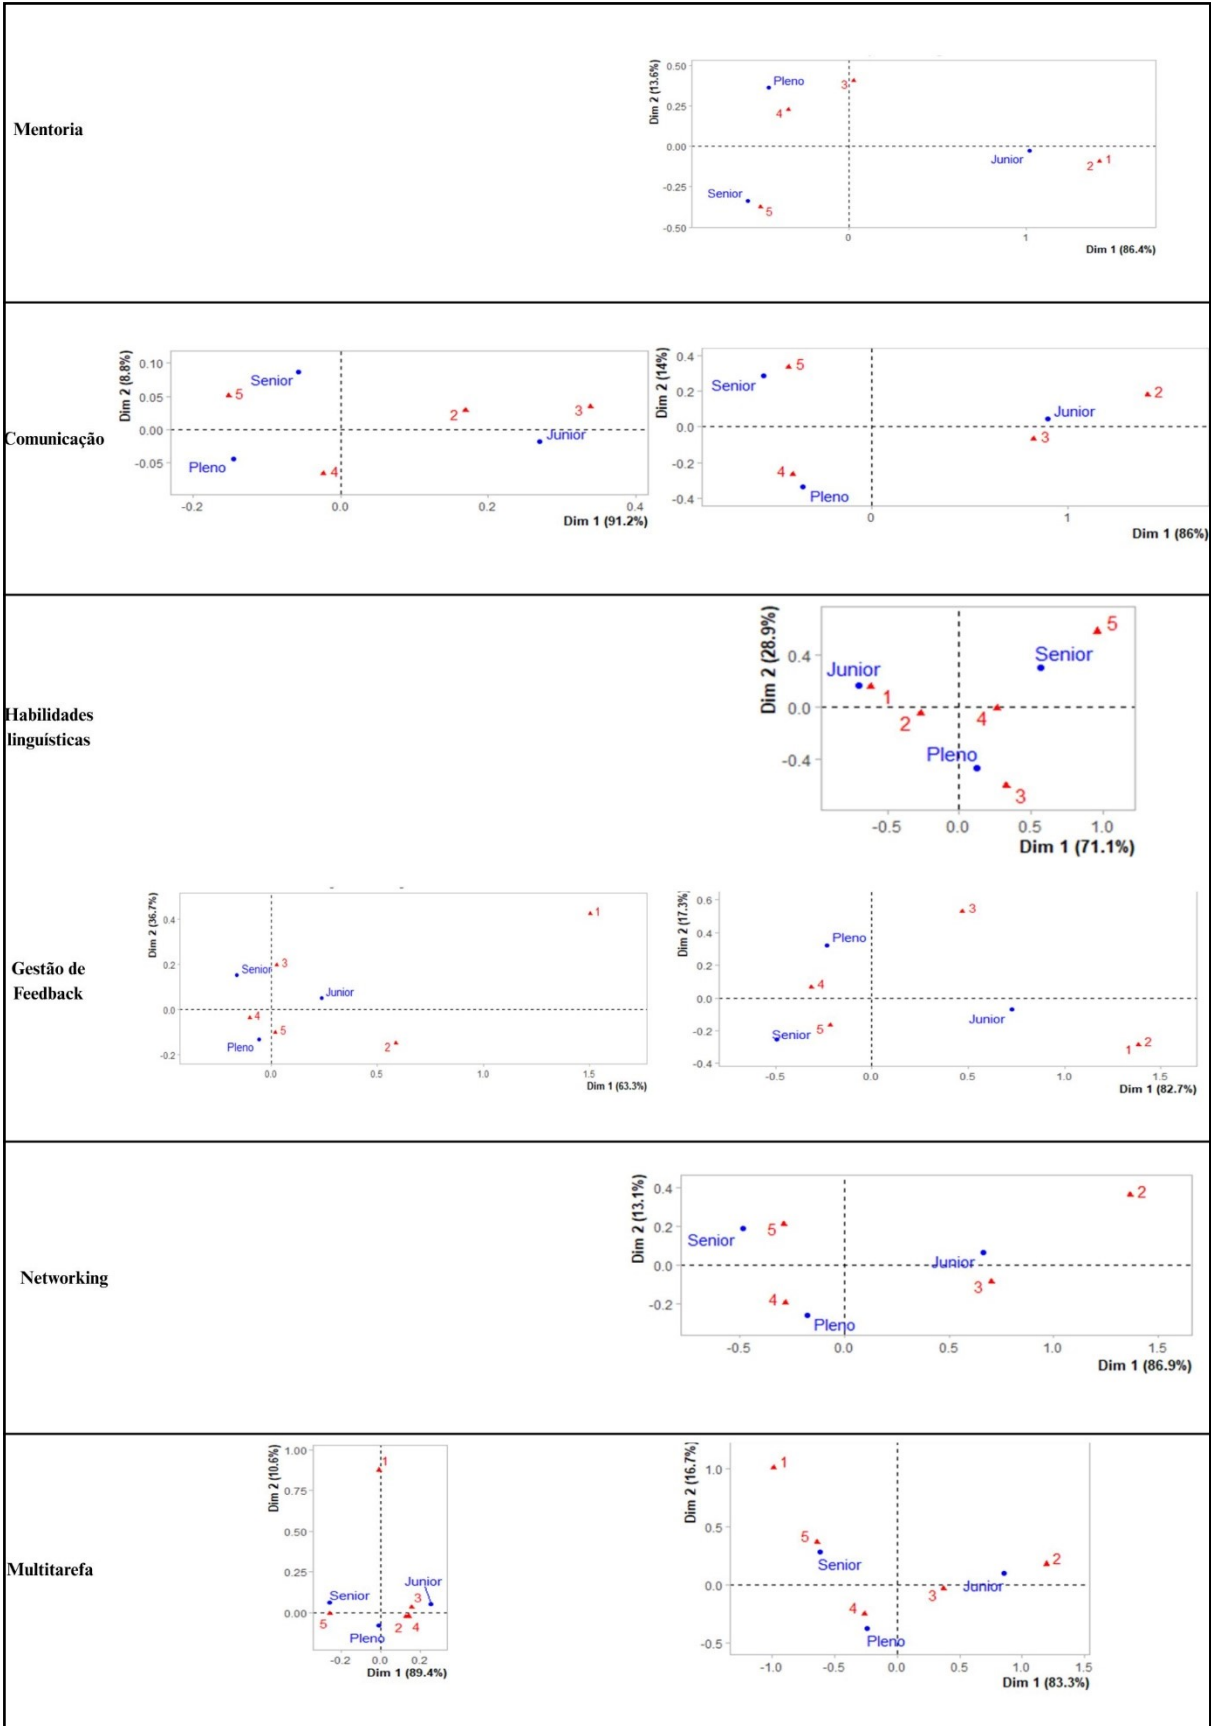 Mentoria
Dim 2 (13.6%)
0.50
0.25
0.00
-0.25
-0.50
Pleno
3
4
Junior
2
1
Senior
5
0
1
Dim 1 (86.4%)
Comunicação
Dim 2 (8.8%)
0.10
0.05
0.00
-0.05
Senior
5
2
3
Junior
Pleno
4
-0.2
0.0
0.2
0.4
Dim 1 (91.2%)
Dim 2 (14%)
0.4
0.2
0.0
-0.2
-0.4
5
Senior
2
Junior
3
4
Pleno
0
1
Dim 1 (86%)
Habilidades
linguísticas
Dim 2 (28.9%)
0.4
0.0
-0.4
5
Senior
Junior
1
2
4
Pleno
3
-0.5
0.0
0.5
1.0
Dim 1 (71.1%)
Gestão de
Feedback
Dim 2 (36.7%)
0.4
0.2
0.0
-0.2
1
Senior
3
Junior
4
5
Pleno
2
0.0
0.5
1.0
1.5
Dim 1 (63.3%)
Dim 2 (17.3%)
0.6
0.4
0.2
0.0
-0.2
-0.4
3
Pleno
4
Junior
5
Senior
1
2
-0.5
0.0
0.5
1.0
1.5
Dim 1 (82.7%)
Networking
Dim 2 (13.1%)
0.4
0.2
0.0
-0.2
2
5
Senior
Junior
3
4
Pleno
-0.5
0.0
0.5
1.0
1.5
Dim 1 (86.9%)
Multitarefa
Dim 2 (10.6%)
1.00
0.75
0.50
0.25
0.00
1
Junior
Senior
3
5
2
4
Pleno
-0.2
0.0
0.2
Dim 1 (89.4%)
Dim 2 (16.7%)
1.0
0.5
0.0
-0.5
1
5
Senior
2
Junior
3
4
Pleno
-1.0
-0.5
0.0
0.5
1.0
1.5
Dim 1 (83.3%)